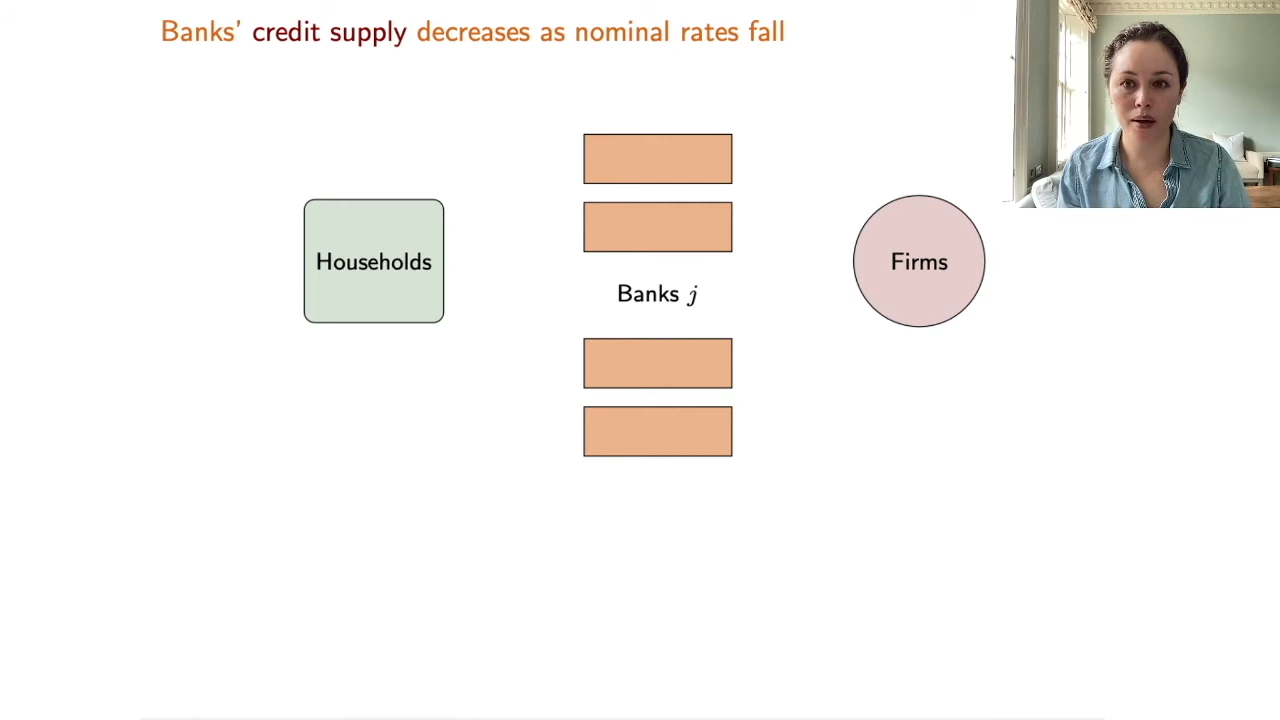 Banks' credit supply decreases as nominal rates fall
Households
Banks j
Firms